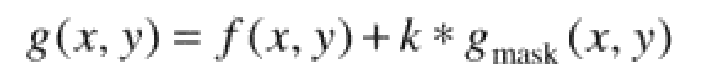 g(x, y) = f(x, y) + k * g_mask (x, y)